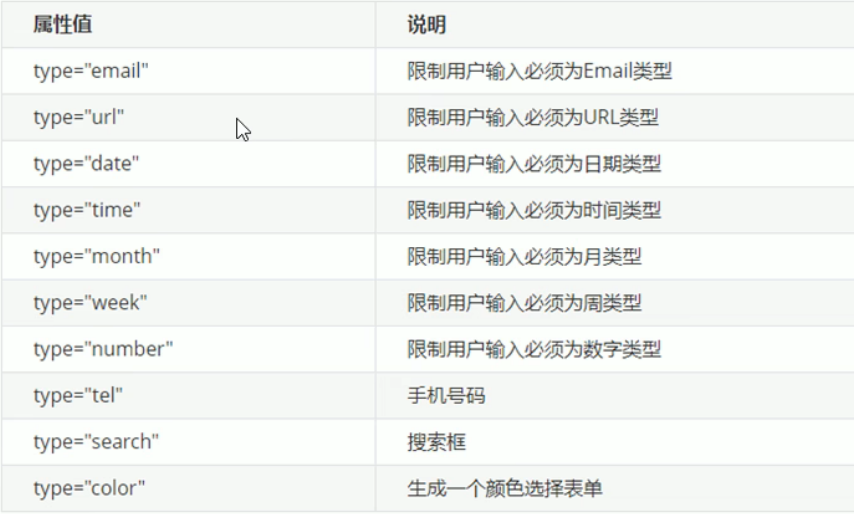 属性值 说明
type="email" 限制用户输入必须为Email类型
type="url" 限制用户输入必须为URL类型
type="date" 限制用户输入必须为日期类型
type="time" 限制用户输入必须为时间类型
type="month" 限制用户输入必须为月类型
type="week" 限制用户输入必须为周类型
type="number" 限制用户输入必须为数字类型
type="tel" 手机号码
type="search" 搜索框
type="color" 生成一个颜色选择表单